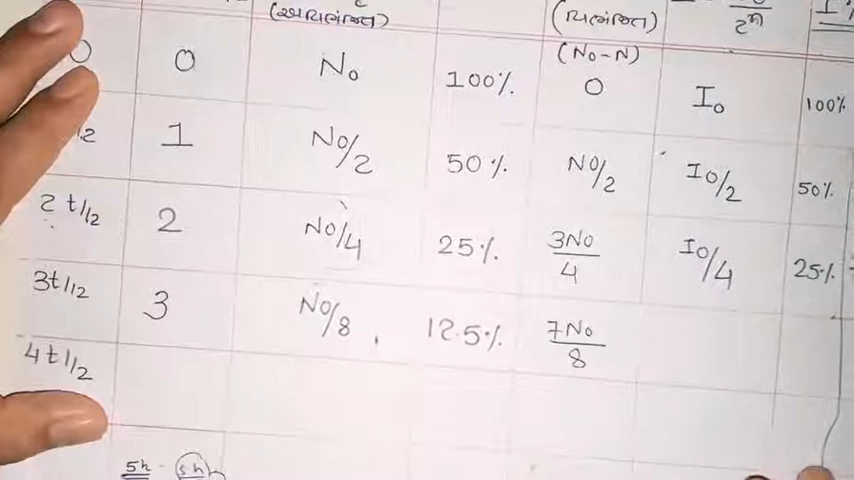 (અવિભંજિત) (વિભંજિત) 2ⁿ
(N₀-N)
0 0 N₀ 100% 0 I₀ 100%
1 N₀/2 50% N₀/2 I₀/2 50%
2 t1/2 2 N₀/4 25% 3N₀/4 I₀/4 25%
3t1/2 3 N₀/8 12.5% 7N₀/8
4t1/2
5h 5h